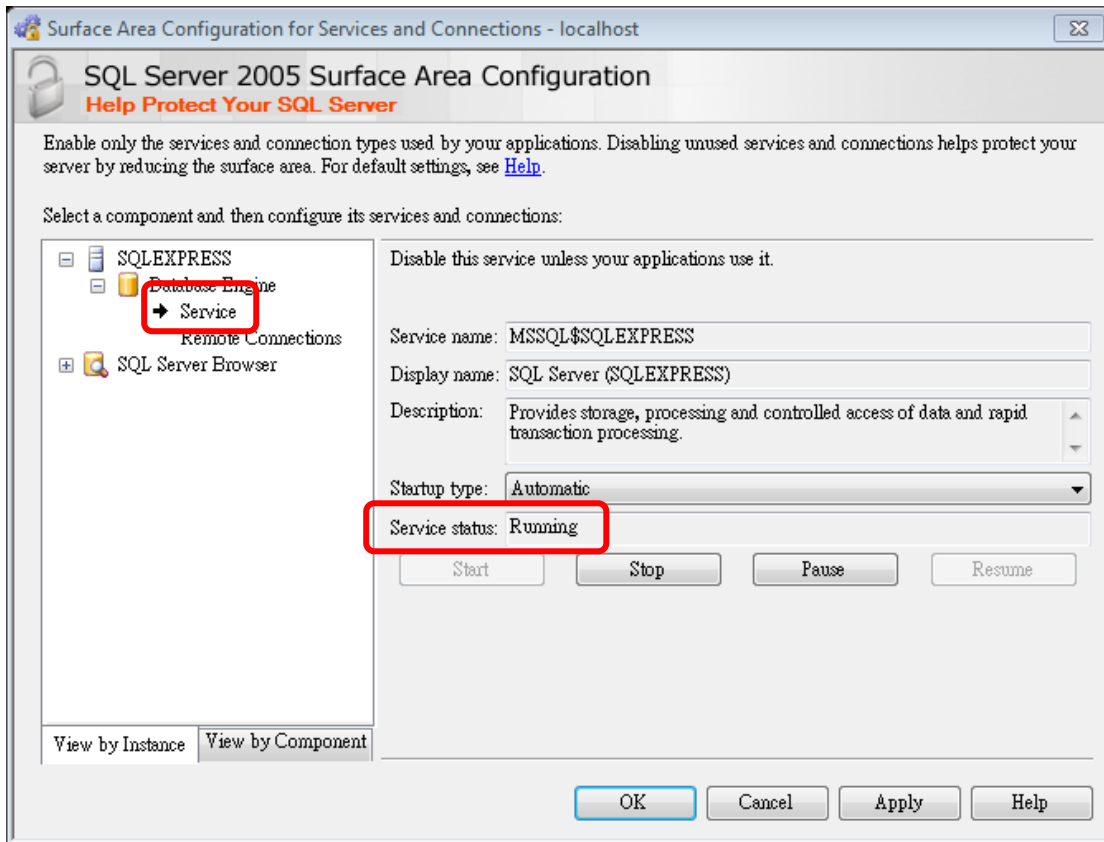 Surface Area Configuration for Services and Connections - localhost
SQL Server 2005 Surface Area Configuration
Help Protect Your SQL Server
Enable only the services and connection types used by your applications. Disabling unused services and connections helps protect your
server by reducing the surface area. For default settings, see Help.
Select a component and then configure its services and connections:
SQLEXPRESS
Database Engine
Service
Remote Connections
SQL Server Browser
View by Instance
View by Component
Disable this service unless your applications use it.
Service name: MSSQL$SQLEXPRESS
Display name: SQL Server (SQLEXPRESS)
Description: Provides storage, processing and controlled access of data and rapid
transaction processing.
Startup type: Automatic
Service status: Running
Start Stop Pause Resume
OK Cancel Apply Help